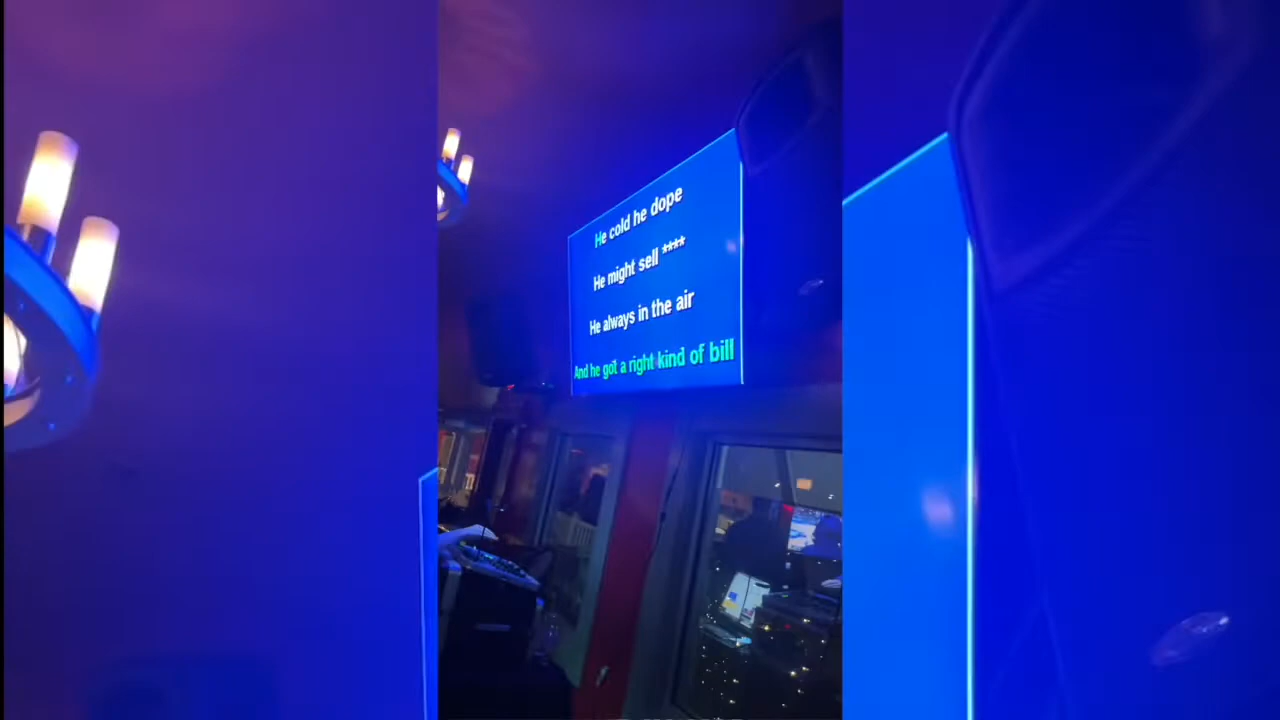 He cold he dope
He might sell ****
He always in the air
And he got a right kind of bill